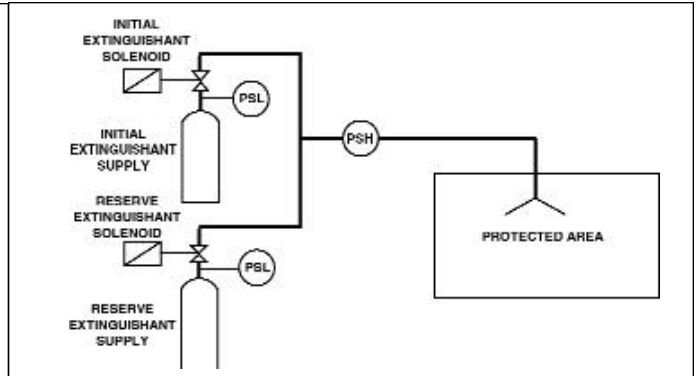 INITIAL
EXTINGUISHANT
SOLENOID
PSL
INITIAL
EXTINGUISHANT
SUPPLY
PSH
RESERVE
EXTINGUISHANT
SOLENOID
PROTECTED AREA
PSL
RESERVE
EXTINGUISHANT
SUPPLY